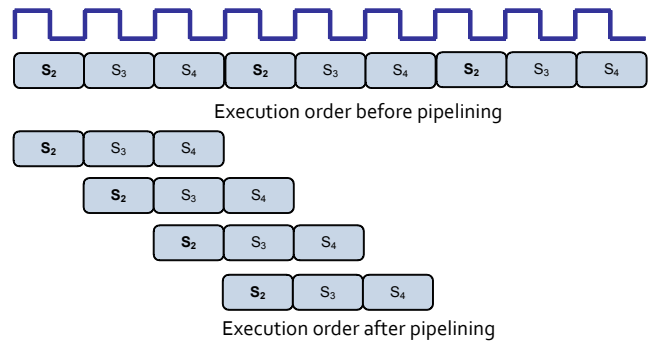 S₂ S₃ S₄ S₂ S₃ S₄ S₂ S₃ S₄
Execution order before pipelining
S₂ S₃ S₄
S₂ S₃ S₄
S₂ S₃ S₄
S₂ S₃ S₄
Execution order after pipelining